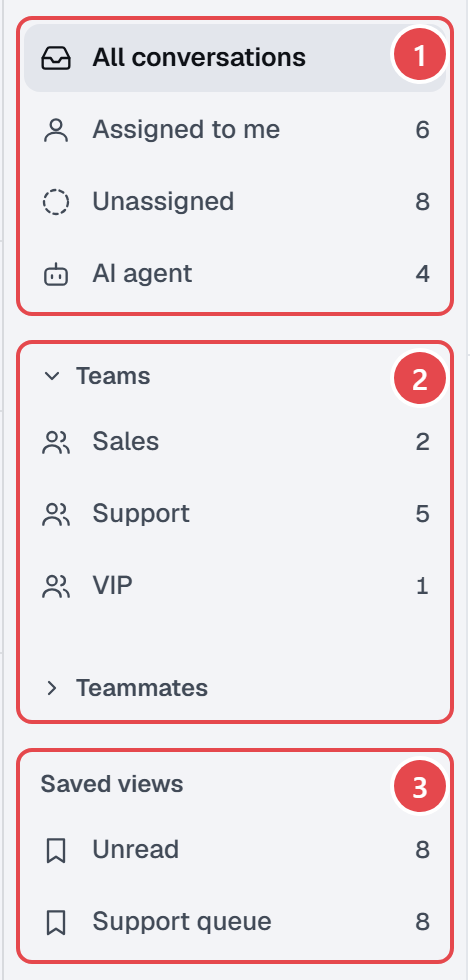 All conversations 1
Assigned to me 6
Unassigned 8
AI agent 4
Teams 2
Sales 2
Support 5
VIP 1
Teammates
Saved views 3
Unread 8
Support queue 8